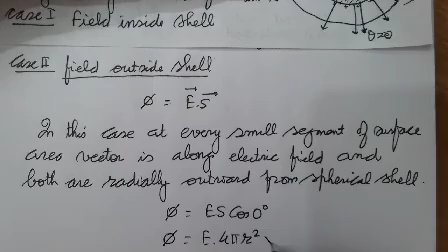 Case I Field inside shell
θ=0
Case II field outside shell
∅ = E⃗.S⃗
In this case at every small segment of surface
area vector is along electric field and
both are radially outward from spherical shell.
∅ = ES Cos0°
∅ = E.4πr²